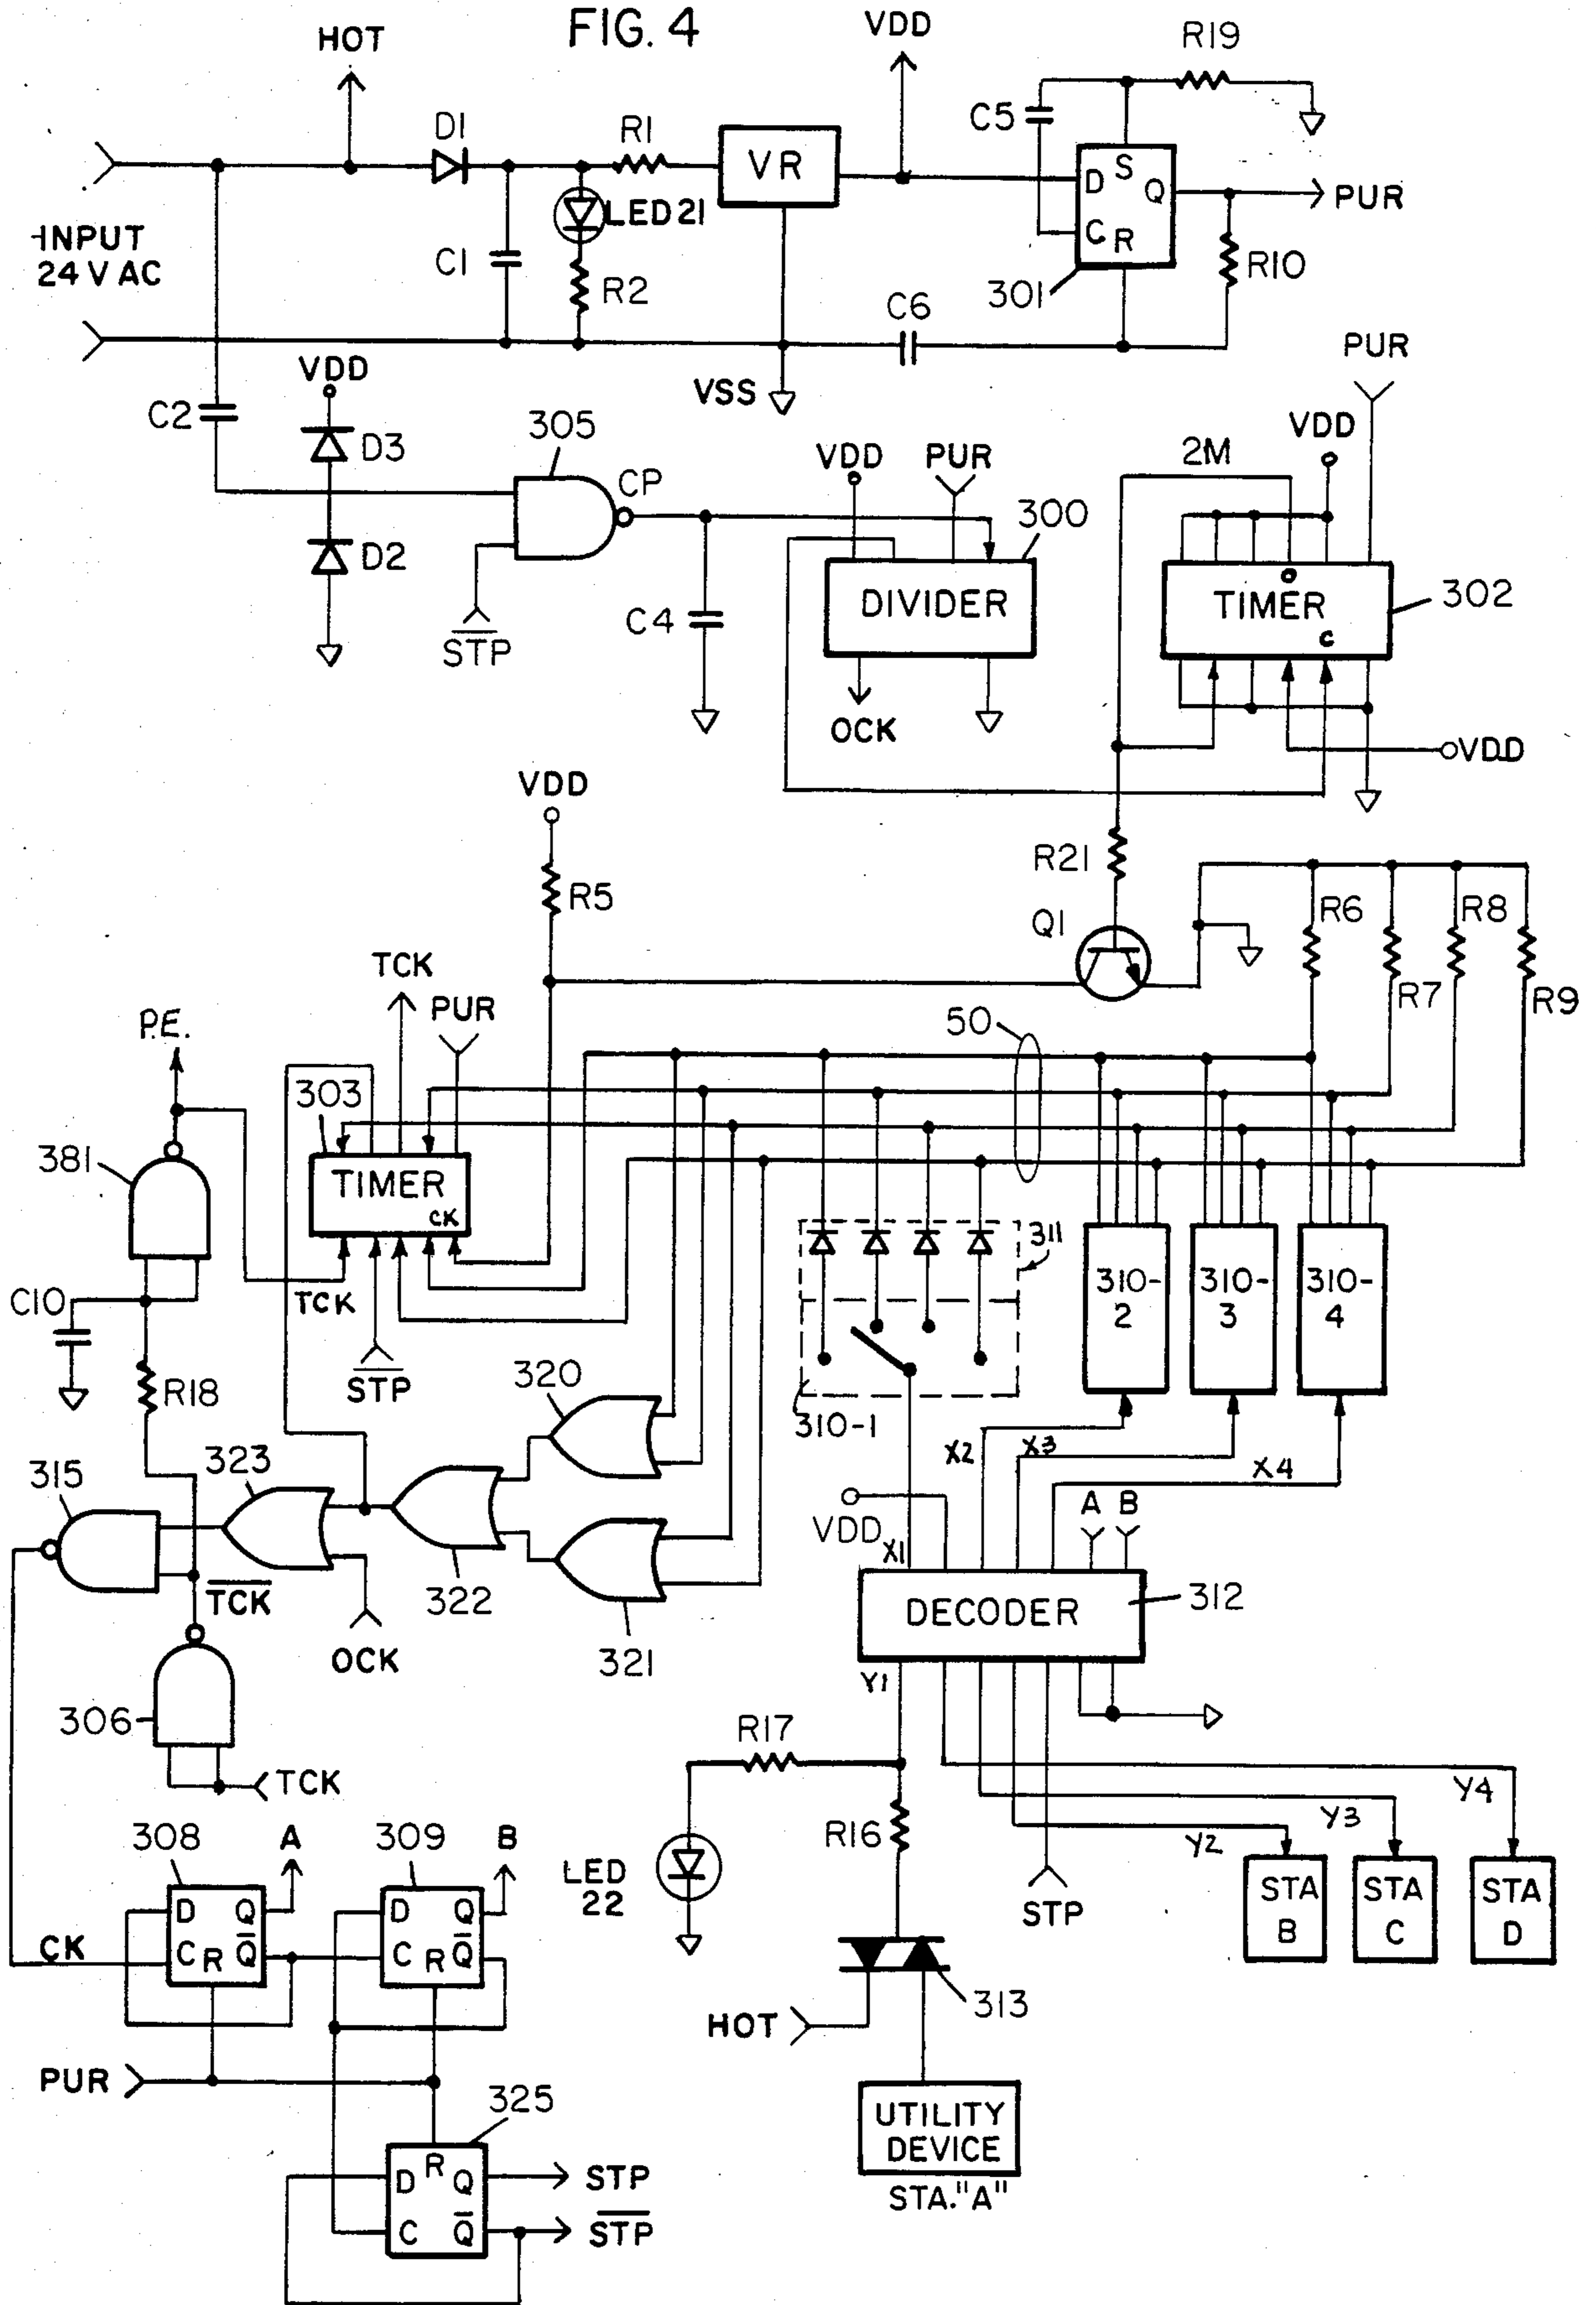 FIG. 4
HOT
VDD
R19
D1
R1
C5
VR
D S Q
C R
PUR
LED 21
INPUT
24 V AC
C1
R2
301
R10
C6
VDD
VSS
PUR
C2
D3
305
VDD
PUR
2M
VDD
CP
300
D2
C4
DIVIDER
TIMER
C
302
STP
OCK
VDD
VDD
R21
R5
R6
R8
Q1
TCK
R7
R9
PUR
P.E.
50
303
381
TIMER
CK
311
310-2
310-3
310-4
C10
TCK
R18
STP
320
310-1
X2
X3
X4
315
323
A B
VDD
X1
TCK
322
DECODER
312
OCK
321
Y1
306
R17
TCK
Y4
308
A
309
B
R16
Y3
Y2
LED
22
D Q
C R Q̅
D Q
C R Q̅
STA
B
STA
C
STA
D
CK
STP
HOT
313
PUR
325
UTILITY
DEVICE
D R Q
C Q̅
STP
S̅T̅P̅
STA."A"